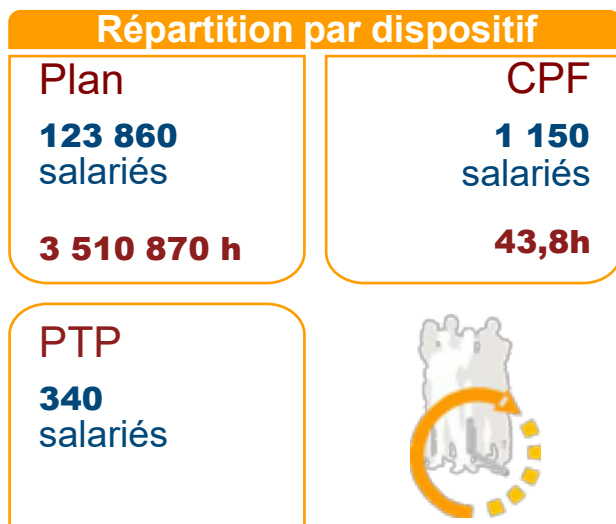 Répartition par dispositif
Plan
123 860
salariés
3 510 870 h
CPF
1 150
salariés
43,8h
PTP
340
salariés